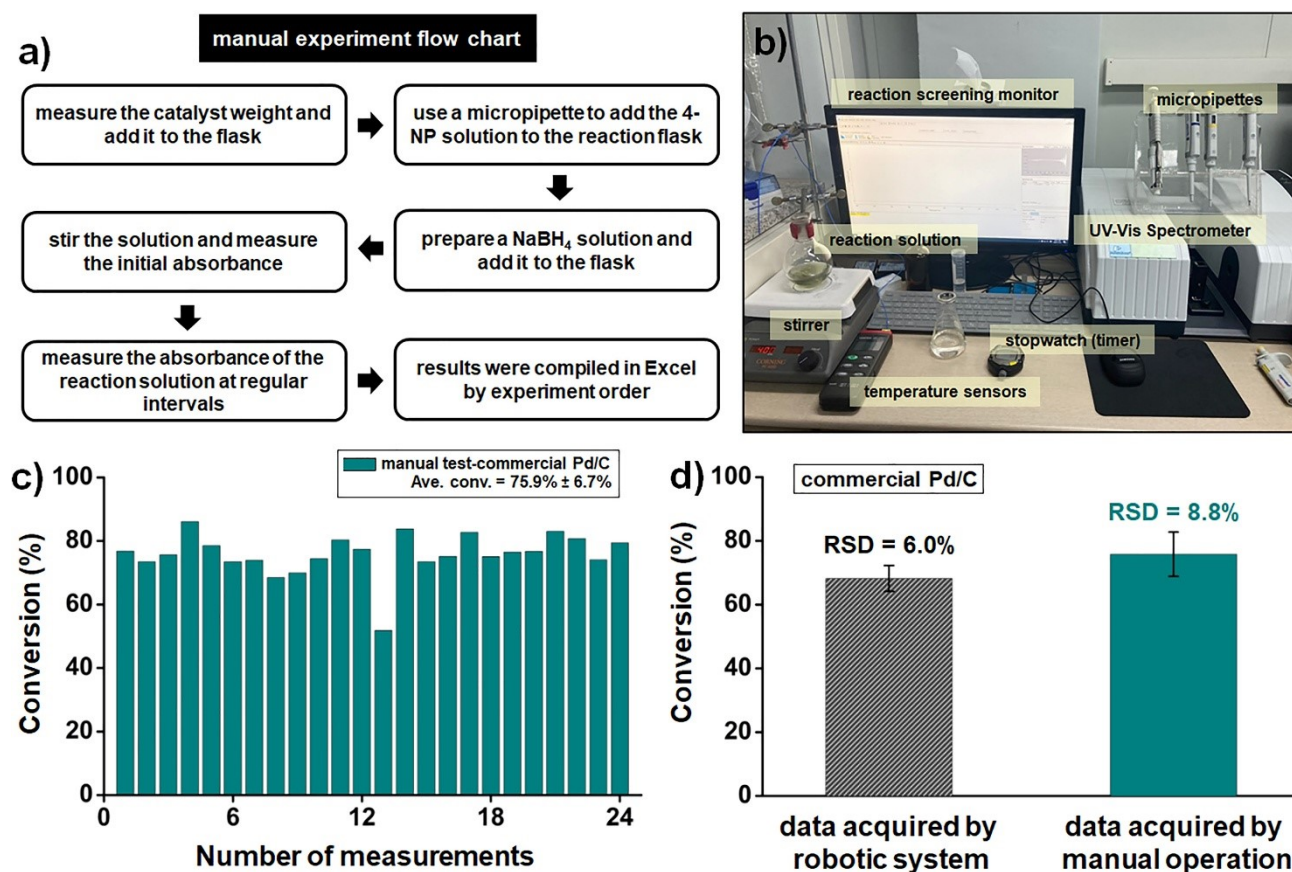 a)
manual experiment flow chart
measure the catalyst weight and
add it to the flask
use a micropipette to add the 4-
NP solution to the reaction flask
prepare a NaBH₄ solution and
add it to the flask
stir the solution and measure
the initial absorbance
measure the absorbance of the
reaction solution at regular
intervals
results were compiled in Excel
by experiment order
b)
reaction screening monitor
micropipettes
UV-Vis Spectrometer
reaction solution
stirrer
stopwatch (timer)
temperature sensors
c)
manual test-commercial Pd/C
Ave. conv. = 75.9% ± 6.7%
Conversion (%)
100
80
60
40
20
0
0 6 12 18 24
Number of measurements
d)
commercial Pd/C
Conversion (%)
100
80
60
40
20
0
RSD = 6.0%
RSD = 8.8%
data acquired by
robotic system
data acquired by
manual operation